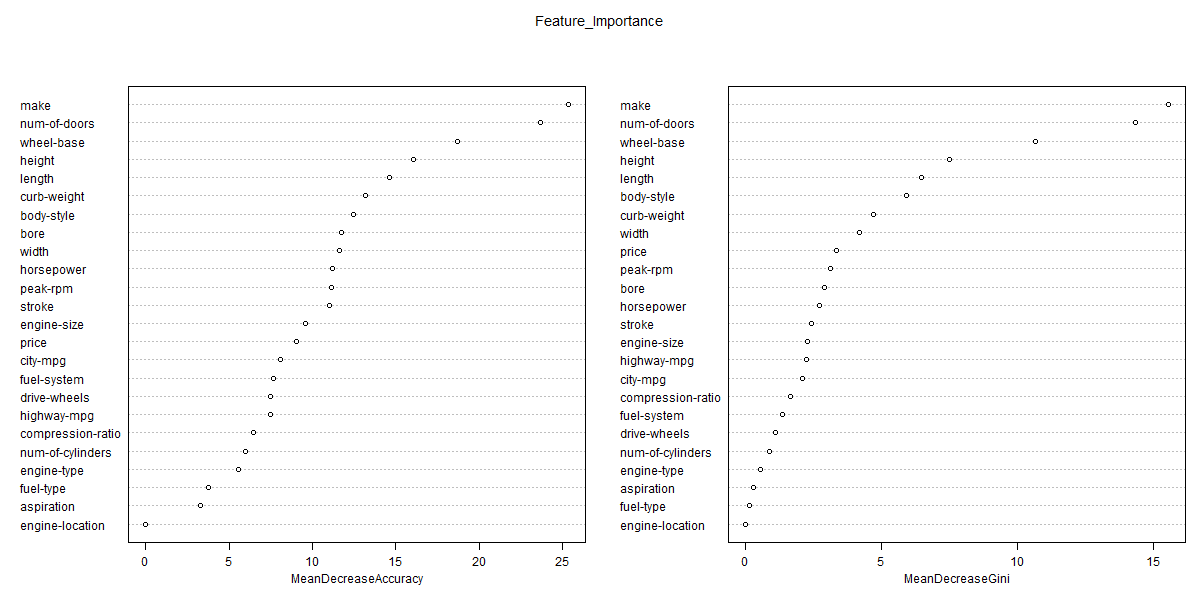 Feature_Importance
make
num-of-doors
wheel-base
height
length
curb-weight
body-style
bore
width
horsepower
peak-rpm
stroke
engine-size
price
city-mpg
fuel-system
drive-wheels
highway-mpg
compression-ratio
num-of-cylinders
engine-type
fuel-type
aspiration
engine-location
0 5 10 15 20 25
MeanDecreaseAccuracy
make
num-of-doors
wheel-base
height
length
body-style
curb-weight
width
price
peak-rpm
bore
horsepower
stroke
engine-size
highway-mpg
city-mpg
compression-ratio
fuel-system
drive-wheels
num-of-cylinders
engine-type
aspiration
fuel-type
engine-location
0 5 10 15
MeanDecreaseGini